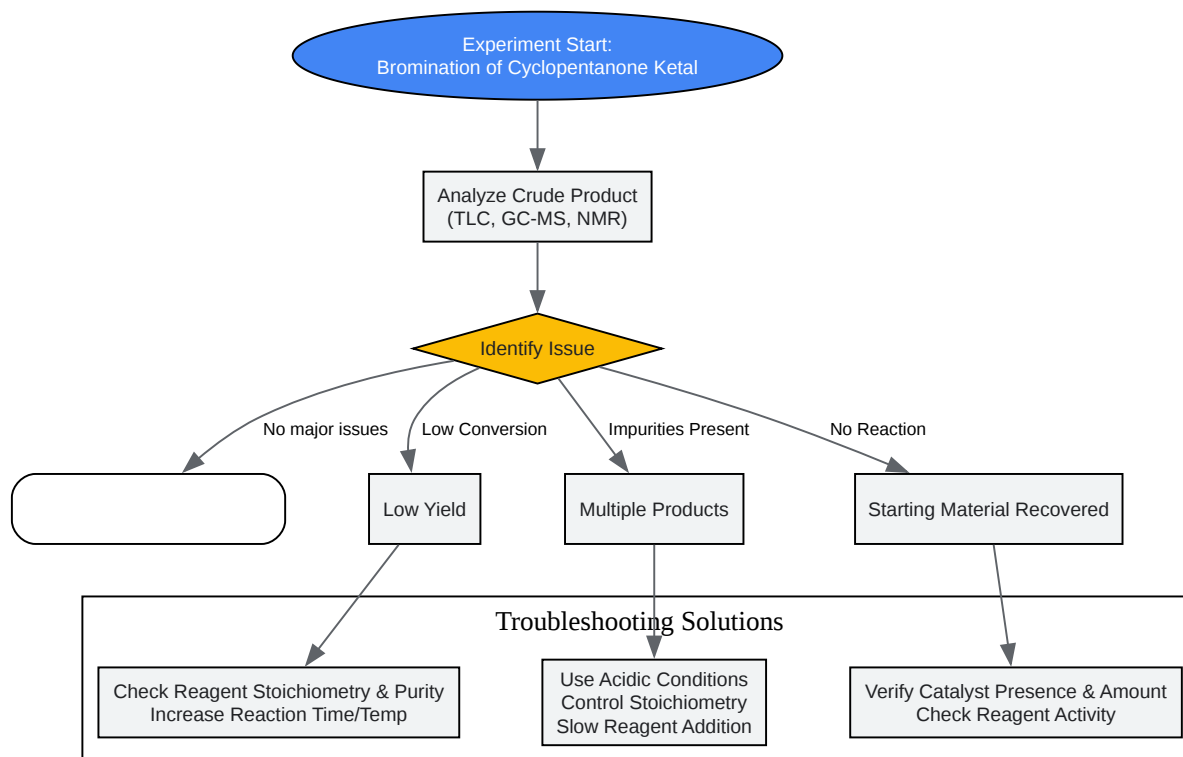 Experiment Start:
Bromination of Cyclopentanone Ketal
Analyze Crude Product
(TLC, GC-MS, NMR)
Identify Issue
No major issues
Low Conversion
Impurities Present
No Reaction
Low Yield
Multiple Products
Starting Material Recovered
Troubleshooting Solutions
Check Reagent Stoichiometry & Purity
Increase Reaction Time/Temp
Use Acidic Conditions
Control Stoichiometry
Slow Reagent Addition
Verify Catalyst Presence & Amount
Check Reagent Activity